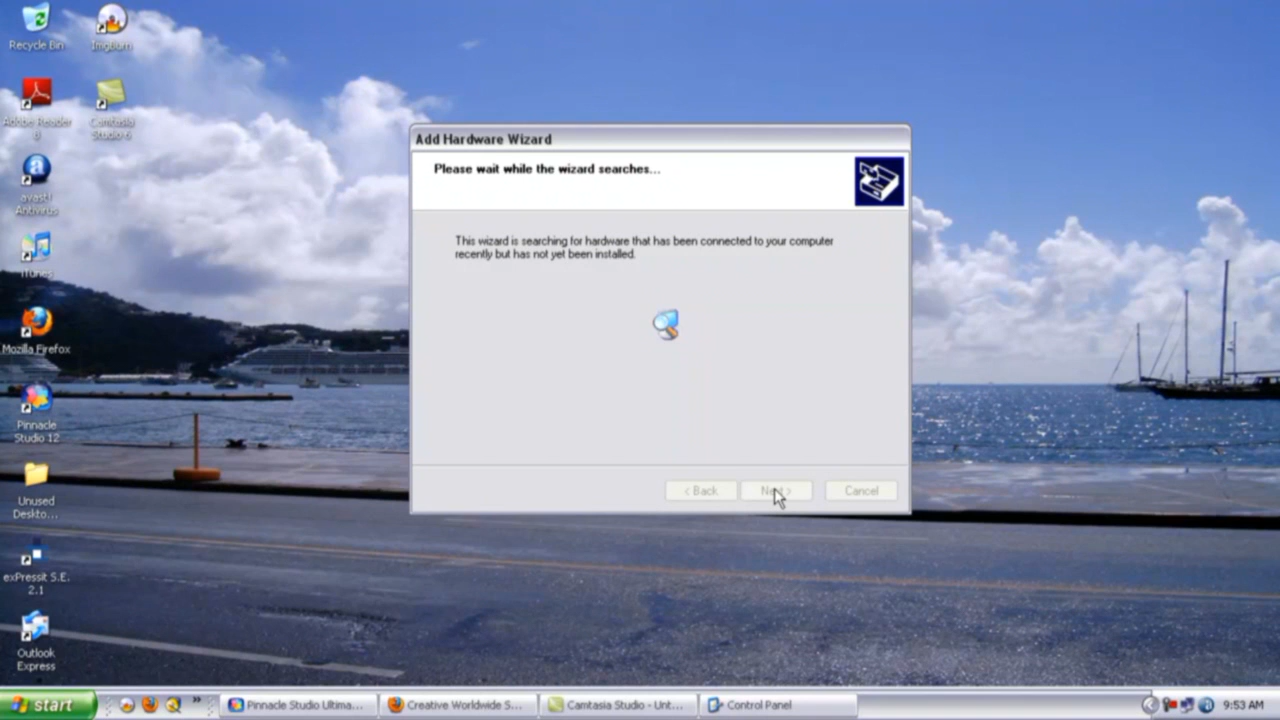 Recycle Bin
ImgBurn
Adobe Reader
8
Camtasia
Studio 6
avast!
Antivirus
iTunes
Mozilla Firefox
Pinnacle
Studio 12
Unused
Deskto...
exPressit S.E.
2.1
Outlook
Express
Add Hardware Wizard
Please wait while the wizard searches...
This wizard is searching for hardware that has been connected to your computer
recently but has not yet been installed.
< Back
Next >
Cancel
start
Pinnacle Studio Ultima...
Creative Worldwide S...
Camtasia Studio - Unt...
Control Panel
9:53 AM